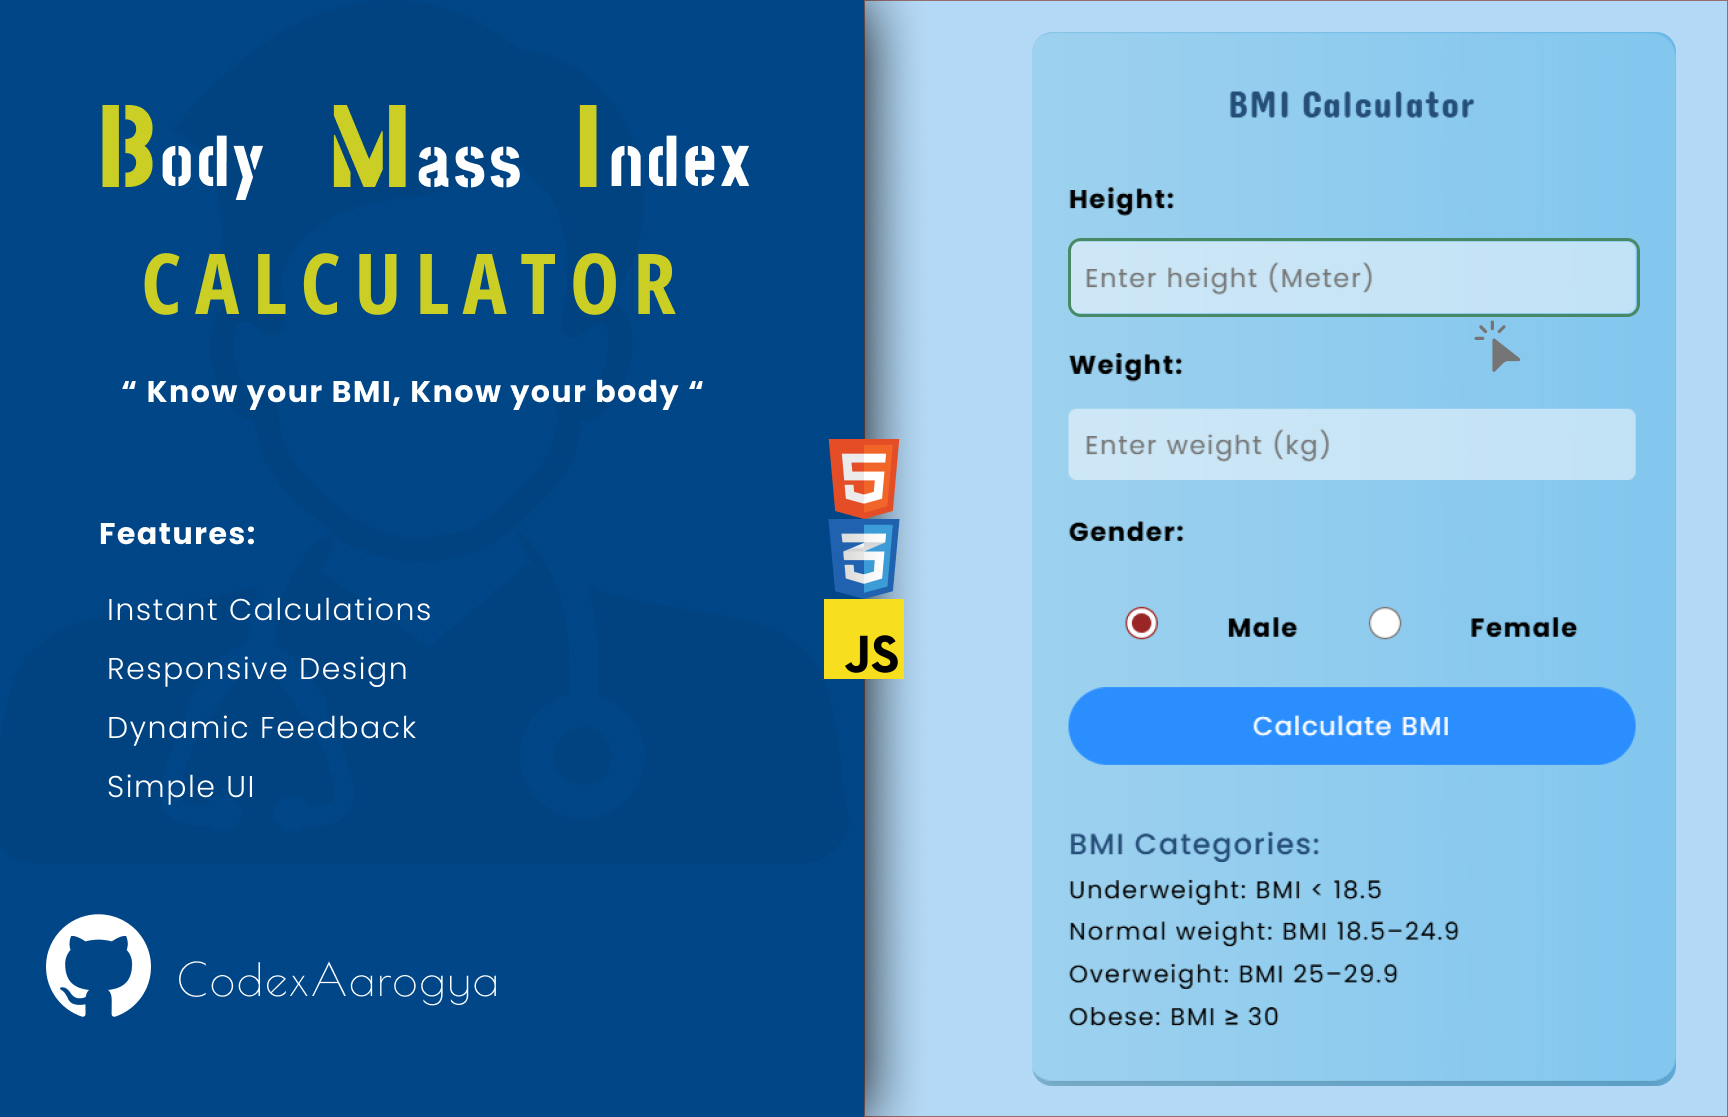 Body Mass Index
CALCULATOR
“ Know your BMI, Know your body “
Features:
Instant Calculations
Responsive Design
Dynamic Feedback
Simple UI
CodexAarogya
5
3
JS
BMI Calculator
Height:
Enter height (Meter)
Weight:
Enter weight (kg)
Gender:
Male Female
Calculate BMI
BMI Categories:
Underweight: BMI < 18.5
Normal weight: BMI 18.5–24.9
Overweight: BMI 25–29.9
Obese: BMI ≥ 30